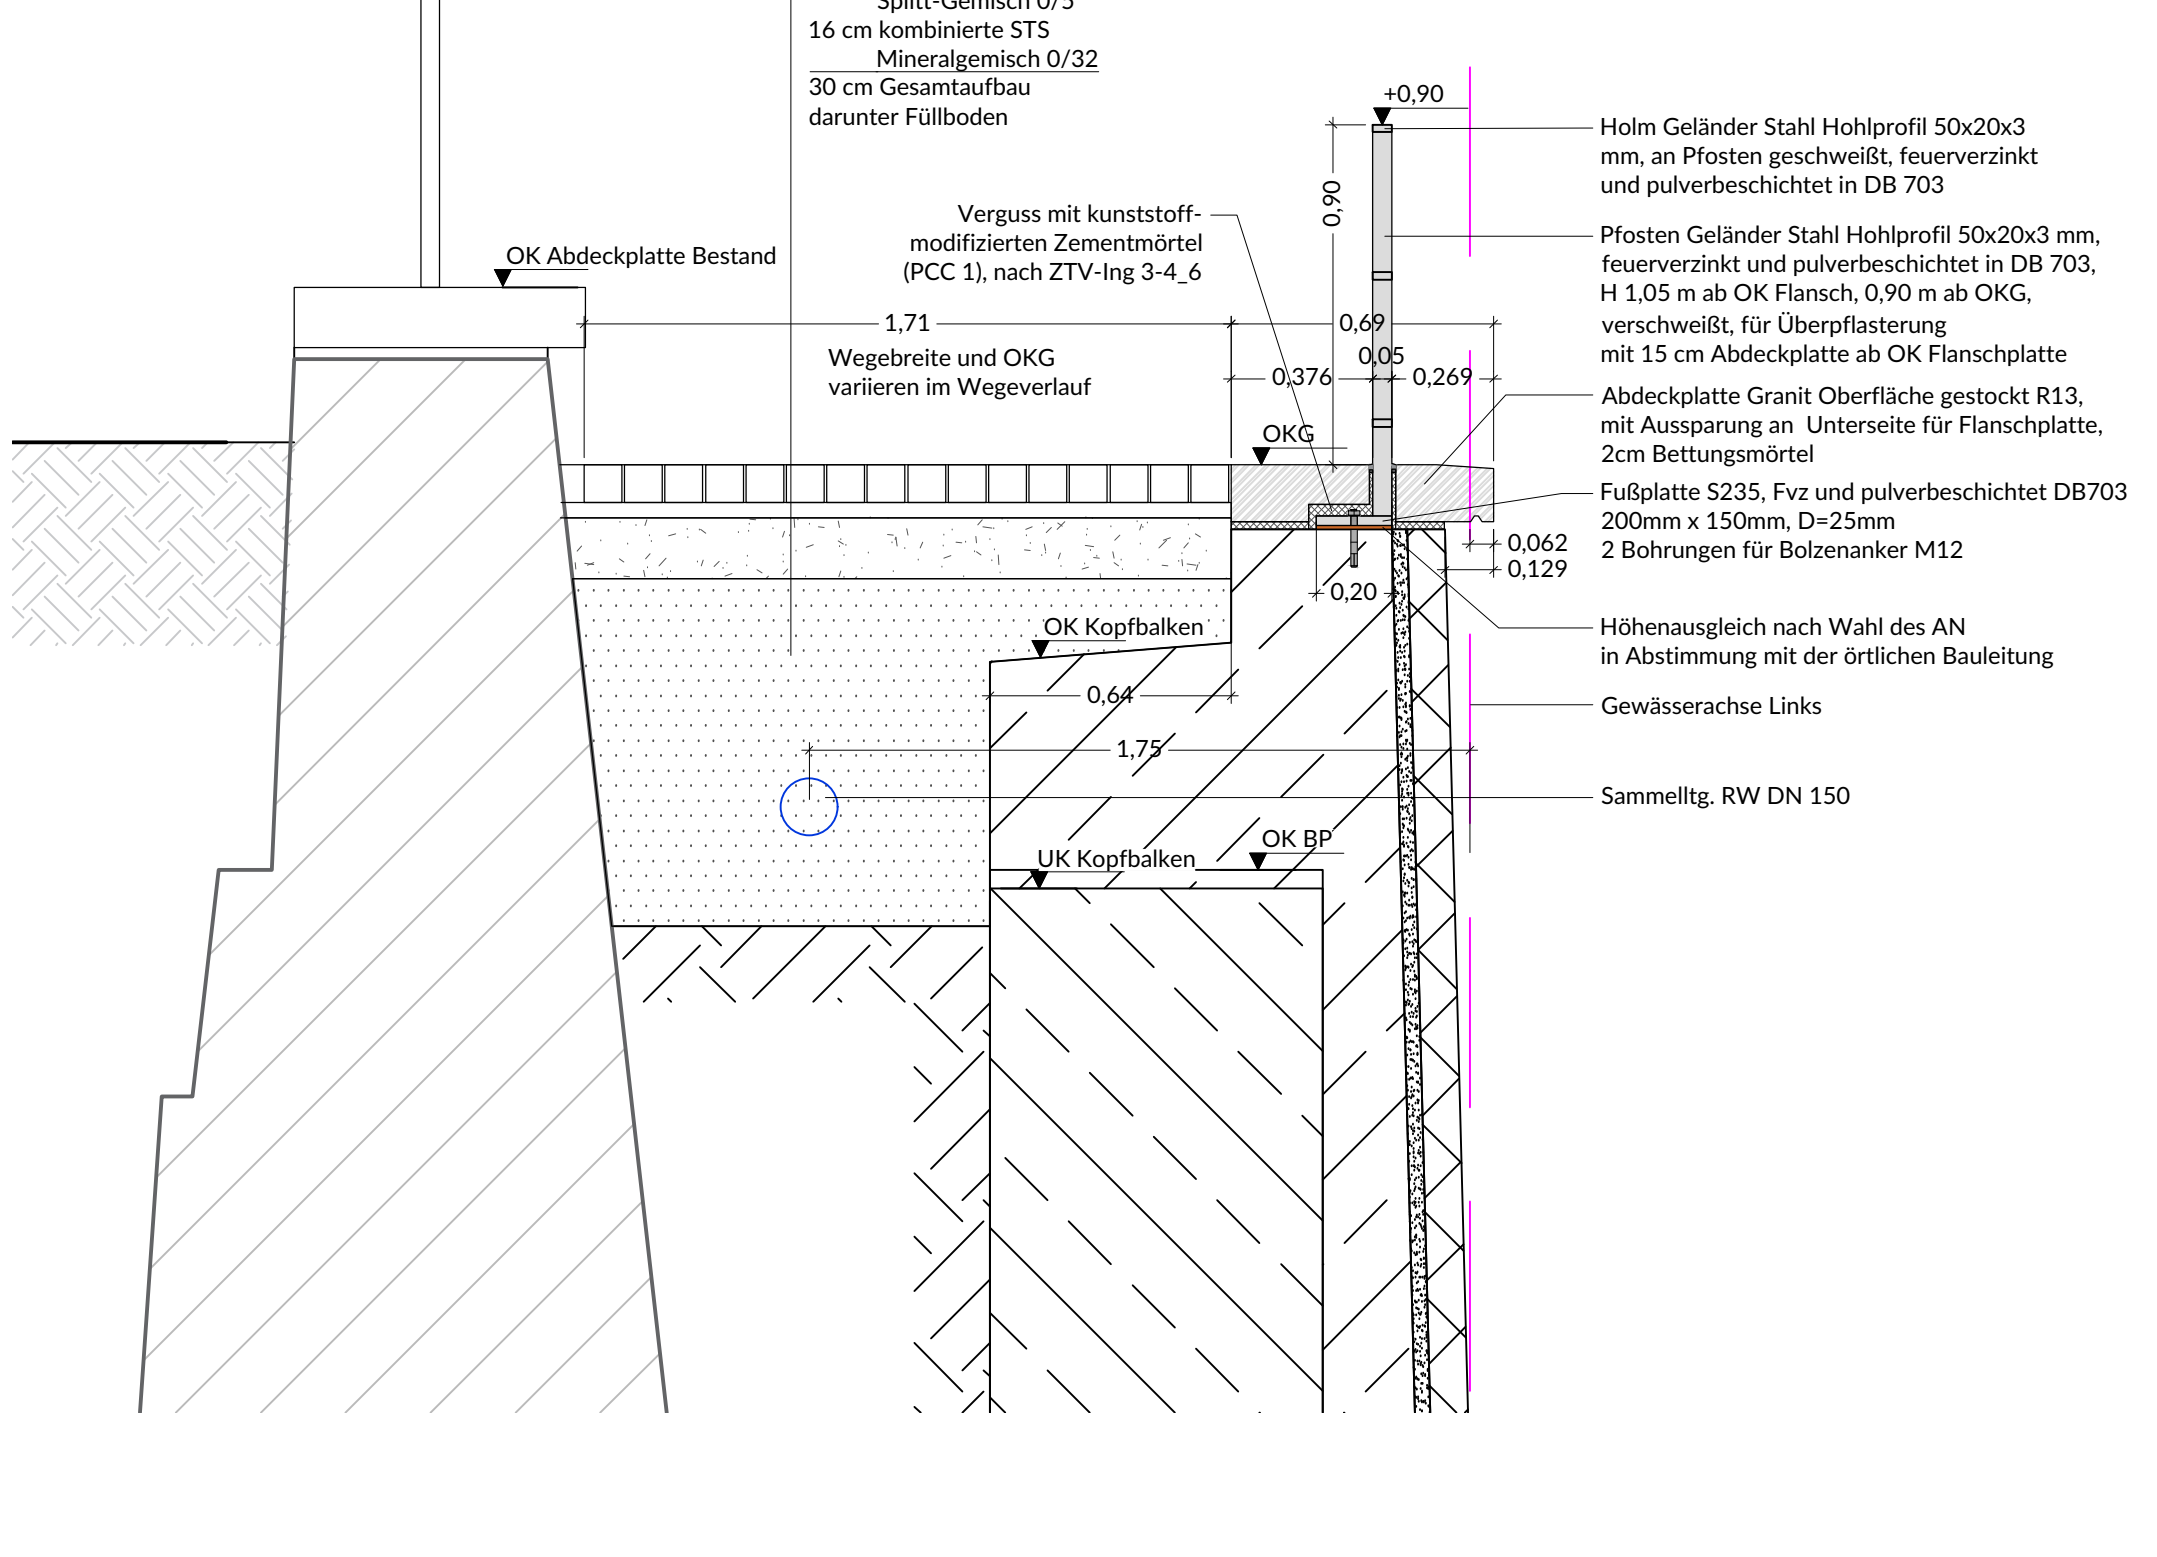 Splitt-Gemisch 0/5
16 cm kombinierte STS
Mineralgemisch 0/32
30 cm Gesamtaufbau
darunter Füllboden
+0,90
Holm Geländer Stahl Hohlprofil 50x20x3
mm, an Pfosten geschweißt, feuerverzinkt
und pulverbeschichtet in DB 703
0,90
Verguss mit kunststoff-
modifizierten Zementmörtel
(PCC 1), nach ZTV-Ing 3-4_6
OK Abdeckplatte Bestand
Pfosten Geländer Stahl Hohlprofil 50x20x3 mm,
feuerverzinkt und pulverbeschichtet in DB 703,
H 1,05 m ab OK Flansch, 0,90 m ab OKG,
verschweißt, für Überpflasterung
mit 15 cm Abdeckplatte ab OK Flanschplatte
1,71
0,69
Wegebreite und OKG
variieren im Wegeverlauf
0,05
0,376
0,269
Abdeckplatte Granit Oberfläche gestockt R13,
mit Aussparung an Unterseite für Flanschplatte,
2cm Bettungsmörtel
OKG
Fußplatte S235, Fvz und pulverbeschichtet DB703
200mm x 150mm, D=25mm
2 Bohrungen für Bolzenanker M12
0,062
0,129
0,20
OK Kopfbalken
Höhenausgleich nach Wahl des AN
in Abstimmung mit der örtlichen Bauleitung
0,64
Gewässerachse Links
1,75
Sammelltg. RW DN 150
OK BP
UK Kopfbalken